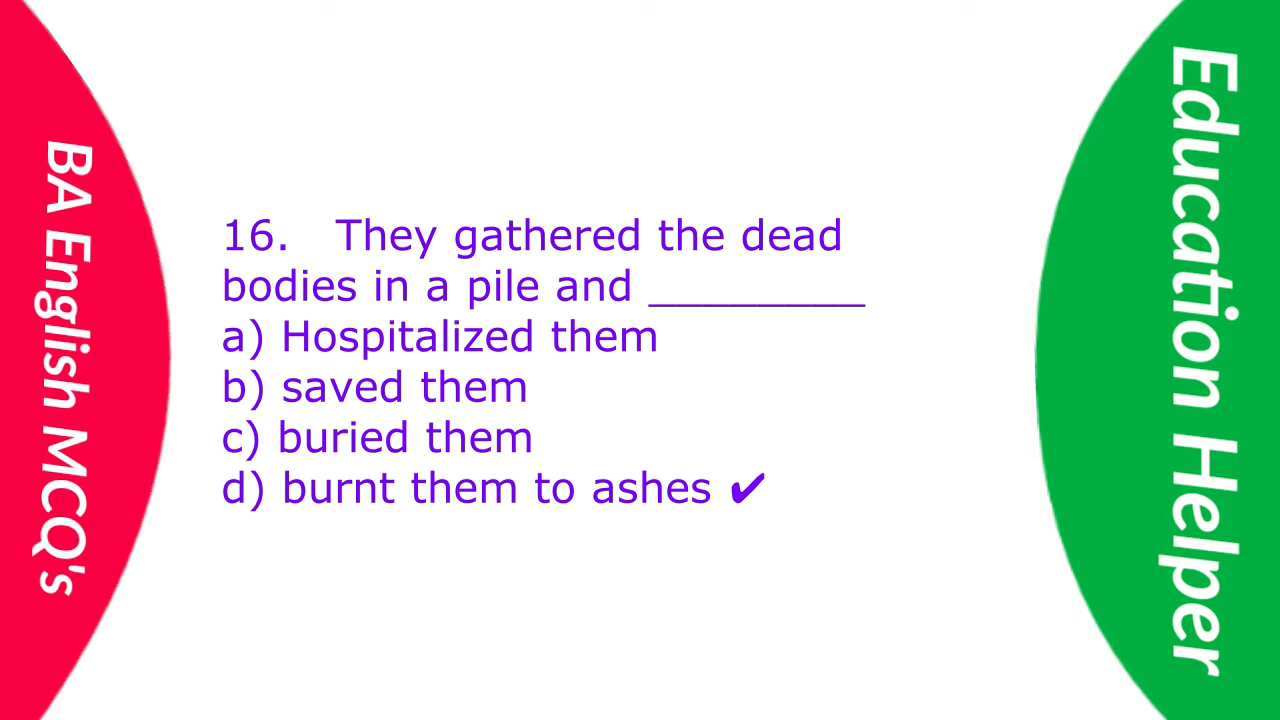 BA English MCQ's
16. They gathered the dead
bodies in a pile and ________
a) Hospitalized them
b) saved them
c) buried them
d) burnt them to ashes ✔
Education Helper